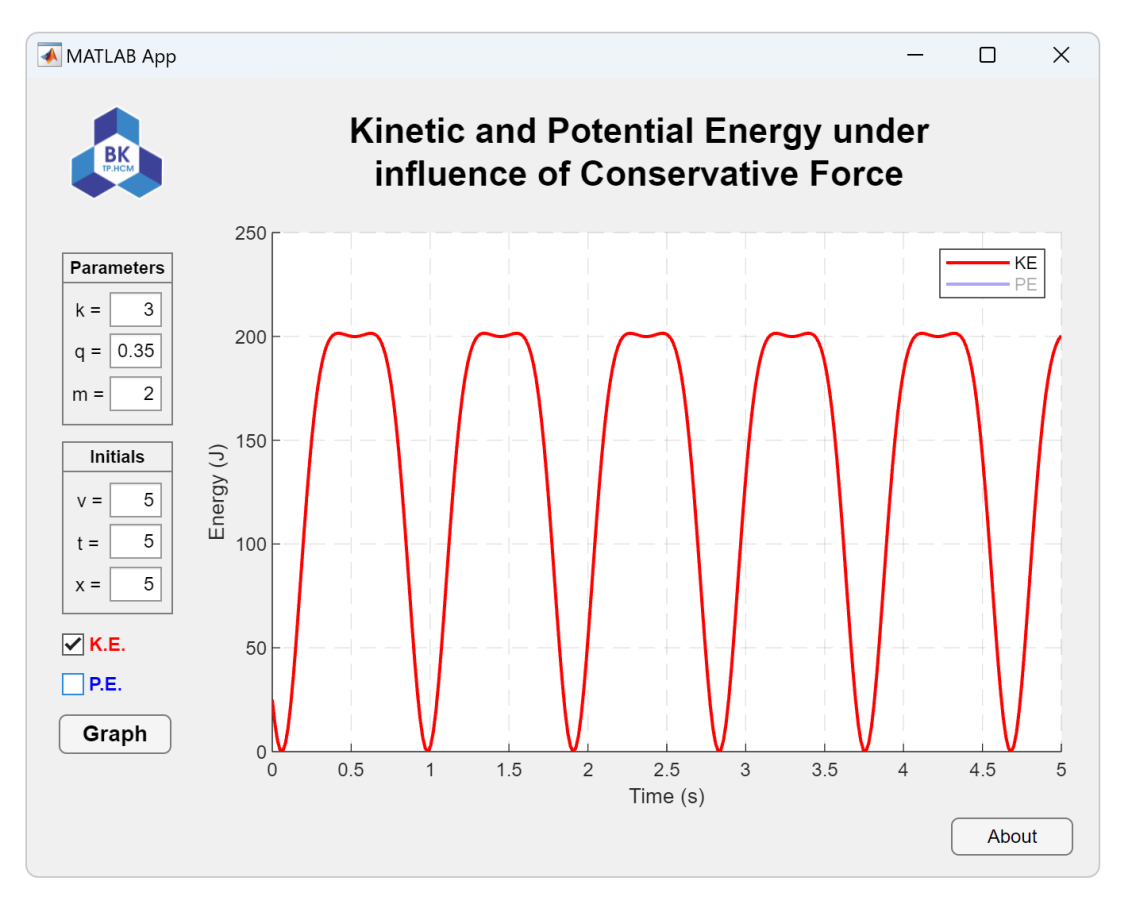 MATLAB App
BK
TP.HCM
Kinetic and Potential Energy under
influence of Conservative Force
Parameters
k = 3
q = 0.35
m = 2
Initials
v = 5
t = 5
x = 5
K.E.
P.E.
Graph
250
200
150
100
50
0
Energy (J)
KE
PE
0 0.5 1 1.5 2 2.5 3 3.5 4 4.5 5
Time (s)
About